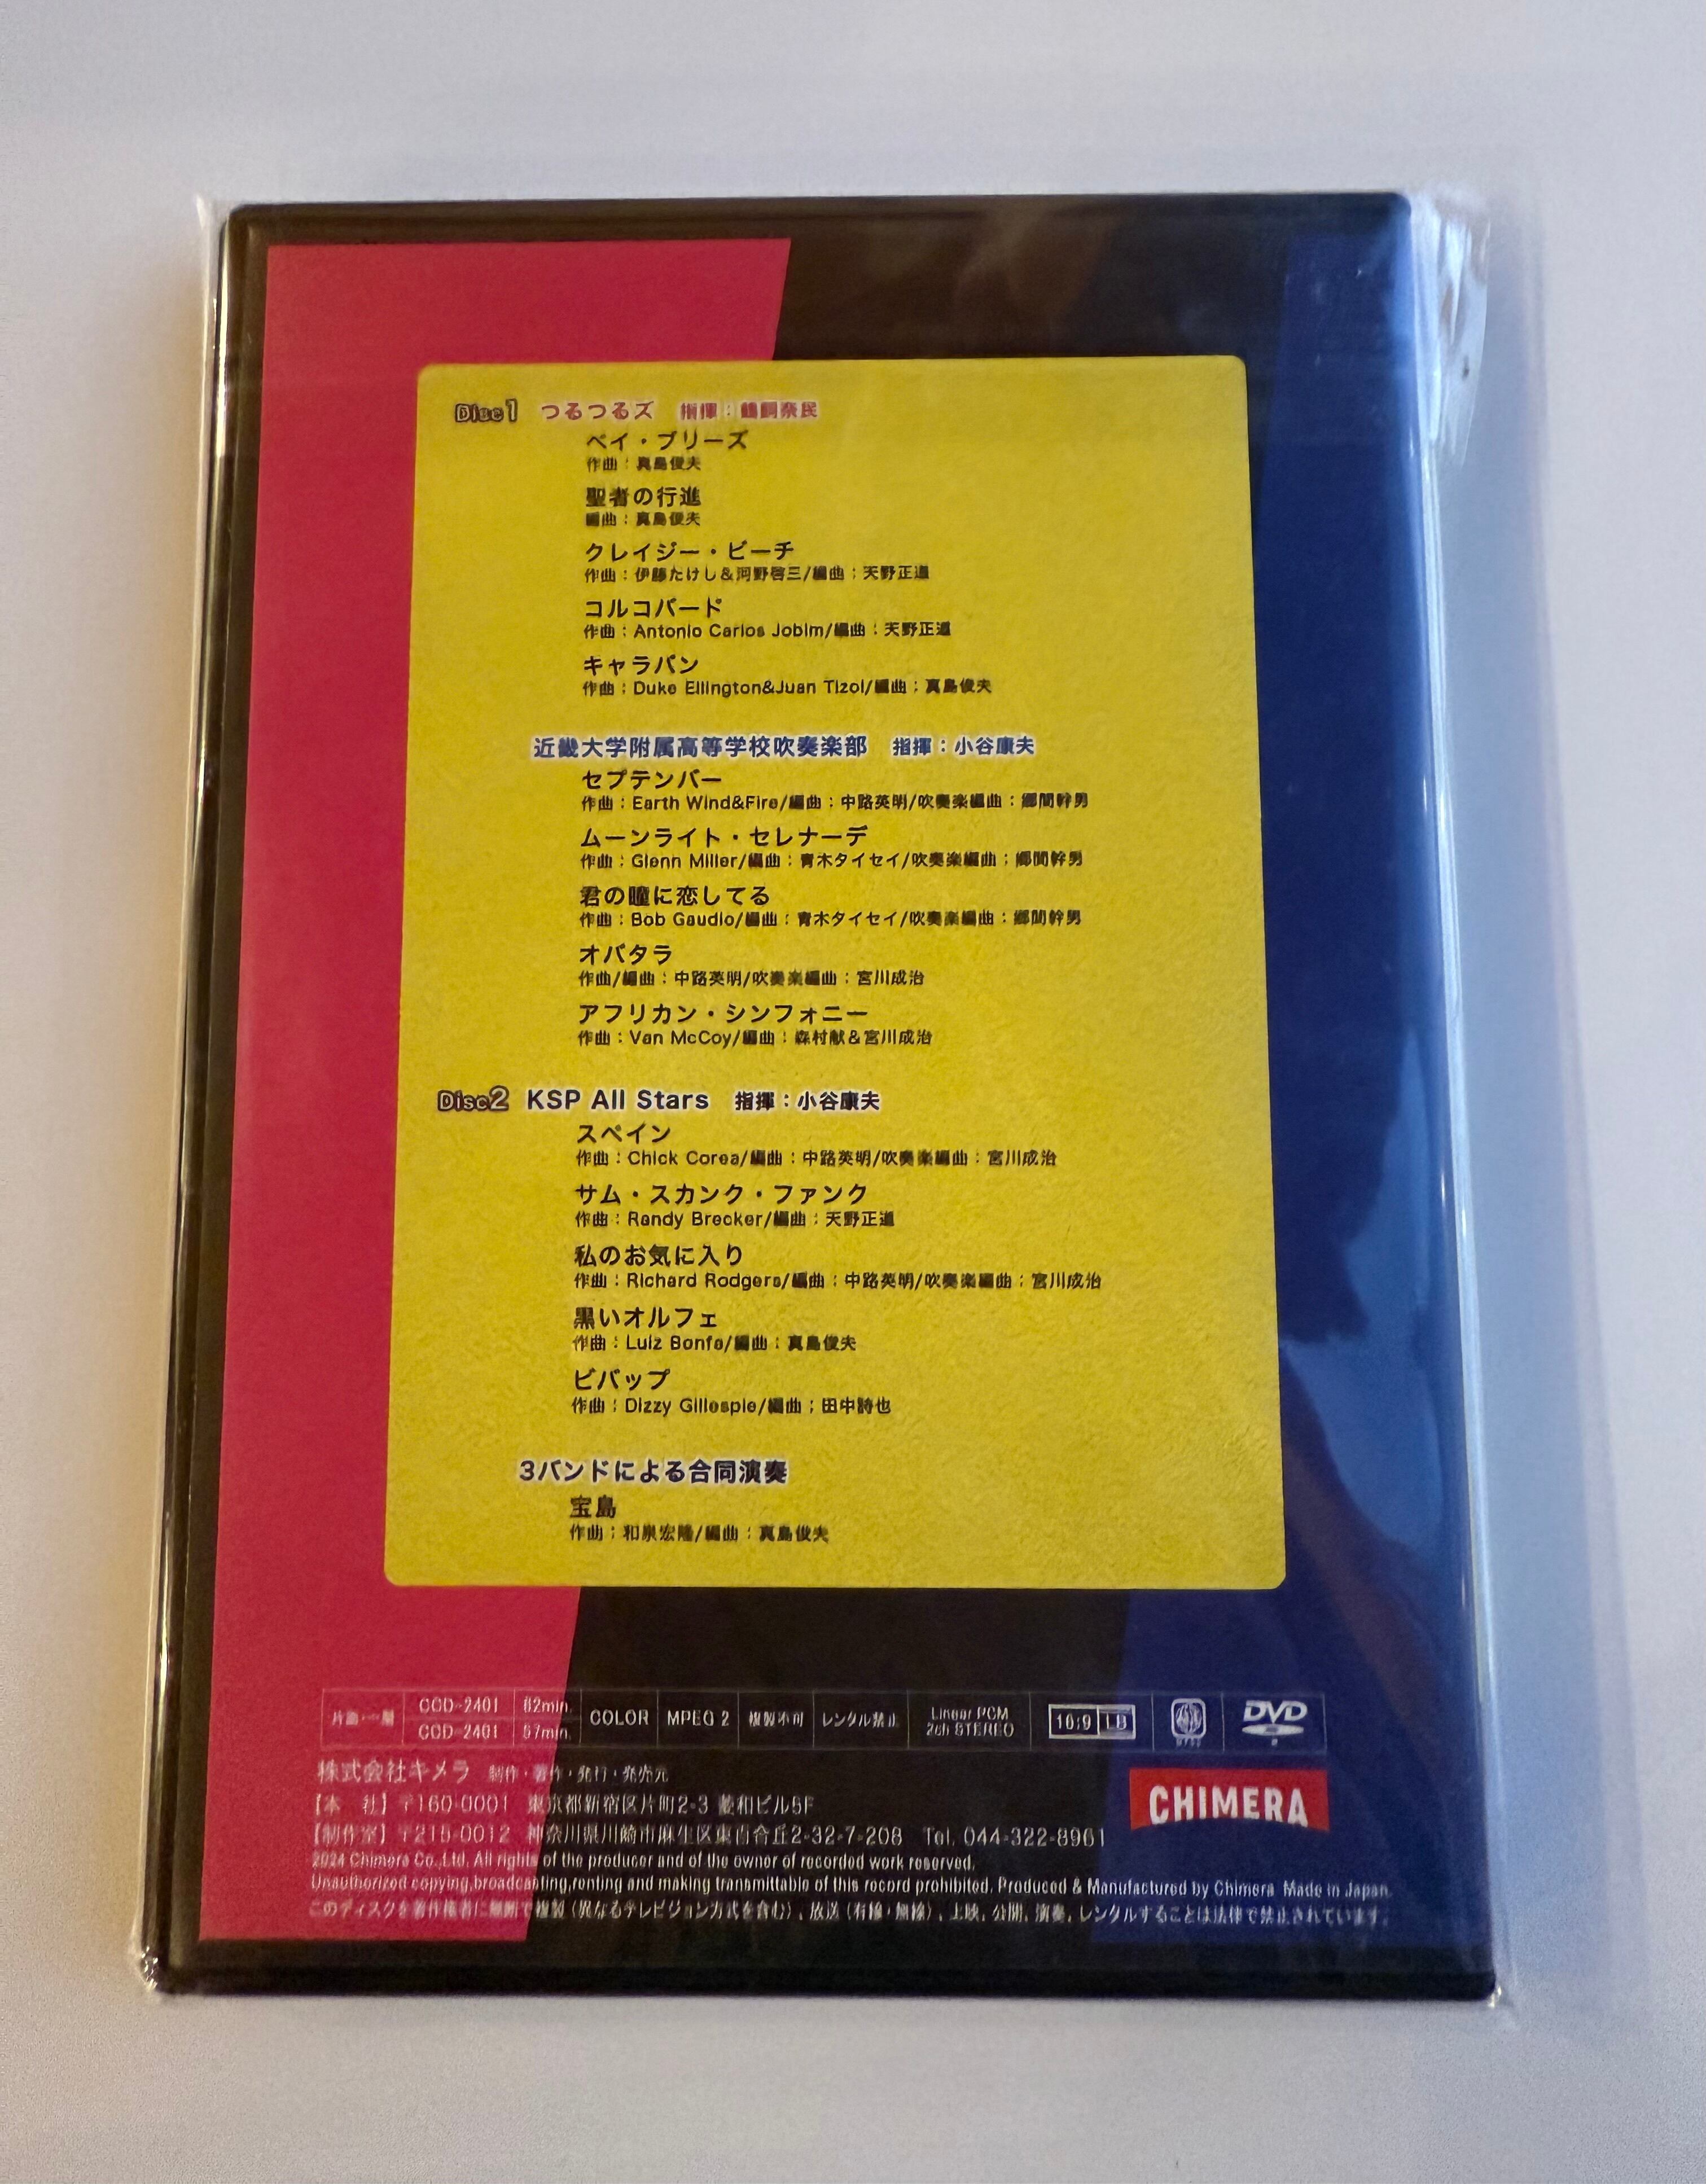 Disc1 つるつるズ 指揮：鵜飼奈民
ベイ・ブリーズ
作曲：真島俊夫
聖者の行進
編曲：真島俊夫
クレイジー・ビーチ
作曲：伊藤たけし&河野啓三/編曲：天野正道
コルコバード
作曲：Antonio Carlos Jobim/編曲：天野正道
キャラバン
作曲：Duke Ellington&Juan Tizol/編曲：真島俊夫
近畿大学附属高等学校吹奏楽部 指揮：小谷康夫
セプテンバー
作曲：Earth Wind&Fire/編曲：中路英明/吹奏楽編曲：郷間幹男
ムーンライト・セレナーデ
作曲：Glenn Miller/編曲：青木タイセイ/吹奏楽編曲：郷間幹男
君の瞳に恋してる
作曲：Bob Gaudio/編曲：青木タイセイ/吹奏楽編曲：郷間幹男
オバタラ
作曲/編曲：中路英明/吹奏楽編曲：宮川成治
アフリカン・シンフォニー
作曲：Van McCoy/編曲：森村献&宮川成治
Disc2 KSP All Stars 指揮：小谷康夫
スペイン
作曲：Chick Corea/編曲：中路英明/吹奏楽編曲：宮川成治
サム・スカンク・ファンク
作曲：Randy Brecker/編曲：天野正道
私のお気に入り
作曲：Richard Rodgers/編曲：中路英明/吹奏楽編曲：宮川成治
黒いオルフェ
作曲：Luiz Bonfa/編曲：真島俊夫
ビバップ
作曲：Dizzy Gillespie/編曲：田中詩也
3バンドによる合同演奏
宝島
作曲：和泉宏隆/編曲：真島俊夫
片面・一層 CCD-2401 62min. COLOR MPEG 2 複製不可 レンタル禁止 Linear PCM 2ch STEREO 16:9 LB DVD
CCD-2401 57min.
株式会社キメラ 制作・著作・発行・発売元
CHIMERA
【本 社】〒160-0001 東京都新宿区片町2-3 菱和ビル5F
【制作室】〒215-0012 神奈川県川崎市麻生区東百合丘2-32-7-208 Tel. 044-322-8961
2024 Chimera Co.,Ltd. All rights of the producer and of the owner of recorded work reserved.
Unauthorized copying,broadcasting,renting and making transmittable of this record prohibited. Produced & Manufactured by Chimera Made in Japan.
このディスクを著作権者に無断で複製（異なるテレビジョン方式を含む）、放送（有線・無線）、上映、公開、演奏、レンタルすることは法律で禁止されています。